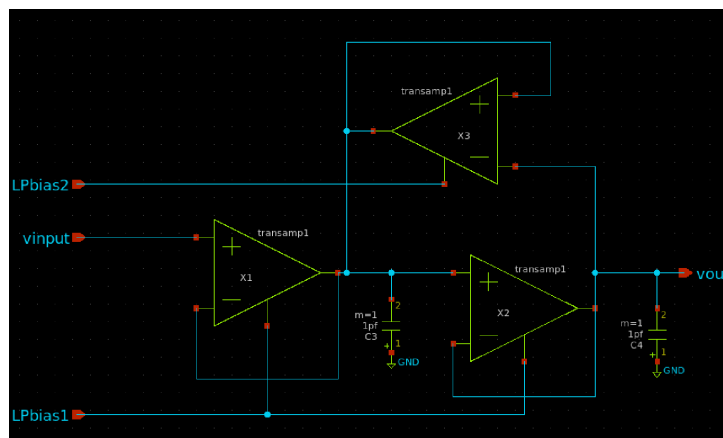 transamp1
+
X3
−
LPbias2
transamp1
vinput
+
X1
−
transamp1
+
X2
−
vou
m=1
1pf
C3
2
+ 1
GND
m=1
1pf
C4
2
+ 1
GND
LPbias1